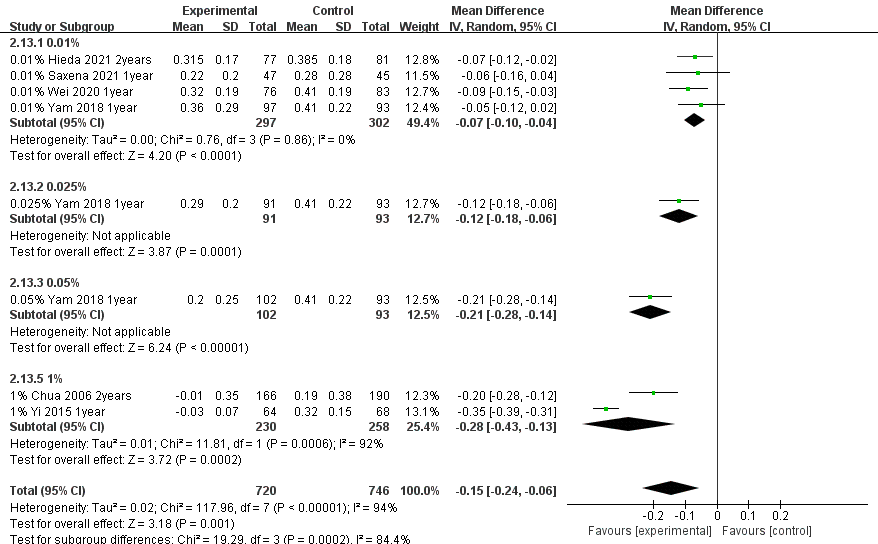 Experimental Control Mean Difference Mean Difference
Study or Subgroup Mean SD Total Mean SD Total Weight IV, Random, 95% CI IV, Random, 95% CI
2.13.1 0.01%
0.01% Hieda 2021 2years 0.315 0.17 77 0.385 0.18 81 12.8% -0.07 [-0.12, -0.02]
0.01% Saxena 2021 1year 0.22 0.2 47 0.28 0.28 45 11.5% -0.06 [-0.16, 0.04]
0.01% Wei 2020 1year 0.32 0.19 76 0.41 0.19 83 12.7% -0.09 [-0.15, -0.03]
0.01% Yam 2018 1year 0.36 0.29 97 0.41 0.22 93 12.4% -0.05 [-0.12, 0.02]
Subtotal (95% CI) 297 302 49.4% -0.07 [-0.10, -0.04]
Heterogeneity: Tau² = 0.00; Chi² = 0.76, df = 3 (P = 0.86); I² = 0%
Test for overall effect: Z = 4.20 (P < 0.0001)
2.13.2 0.025%
0.025% Yam 2018 1year 0.29 0.2 91 0.41 0.22 93 12.7% -0.12 [-0.18, -0.06]
Subtotal (95% CI) 91 93 12.7% -0.12 [-0.18, -0.06]
Heterogeneity: Not applicable
Test for overall effect: Z = 3.87 (P = 0.0001)
2.13.3 0.05%
0.05% Yam 2018 1year 0.2 0.25 102 0.41 0.22 93 12.5% -0.21 [-0.28, -0.14]
Subtotal (95% CI) 102 93 12.5% -0.21 [-0.28, -0.14]
Heterogeneity: Not applicable
Test for overall effect: Z = 6.24 (P < 0.00001)
2.13.5 1%
1% Chua 2006 2years -0.01 0.35 166 0.19 0.38 190 12.3% -0.20 [-0.28, -0.12]
1% Yi 2015 1year -0.03 0.07 64 0.32 0.15 68 13.1% -0.35 [-0.39, -0.31]
Subtotal (95% CI) 230 258 25.4% -0.28 [-0.43, -0.13]
Heterogeneity: Tau² = 0.01; Chi² = 11.81, df = 1 (P = 0.0006); I² = 92%
Test for overall effect: Z = 3.72 (P = 0.0002)
Total (95% CI) 720 746 100.0% -0.15 [-0.24, -0.06]
Heterogeneity: Tau² = 0.02; Chi² = 117.96, df = 7 (P < 0.00001); I² = 94%
Test for overall effect: Z = 3.18 (P = 0.001)
Test for subgroup differences: Chi² = 19.29, df = 3 (P = 0.0002), I² = 84.4%
-0.2 -0.1 0 0.1 0.2
Favours [experimental] Favours [control]